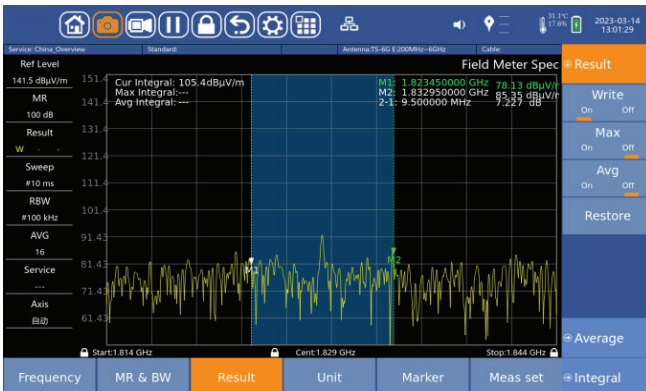 31.1°C
17.6%
2023-03-14
13:01:29
Service: China_Overview
Standard:
Antenna:TS-6G E:200MHz~6GHz
Cable:
Ref Level
141.5 dBμV/m
MR
100 dB
Result
W - -
Sweep
#10 ms
RBW
#100 kHz
AVG
16
Service
---
Axis
自动
Field Meter Spec
151.4
141.4
131.4
121.4
111.4
101.4
91.43
81.43
71.43
61.43
Cur Integral: 105.4dBμV/m
Max Integral:---
Avg Integral:---
M1: 1.823450000 GHz 78.13 dBμV/m
M2: 1.832950000 GHz 85.35 dBμV/m
2-1: 9.500000 MHz 7.227 dB
M1
M2
Start:1.814 GHz
Cent:1.829 GHz
Stop:1.844 GHz
Result
Write
On Off
Max
On Off
Avg
On Off
Restore
Average
Integral
Frequency
MR & BW
Result
Unit
Marker
Meas set